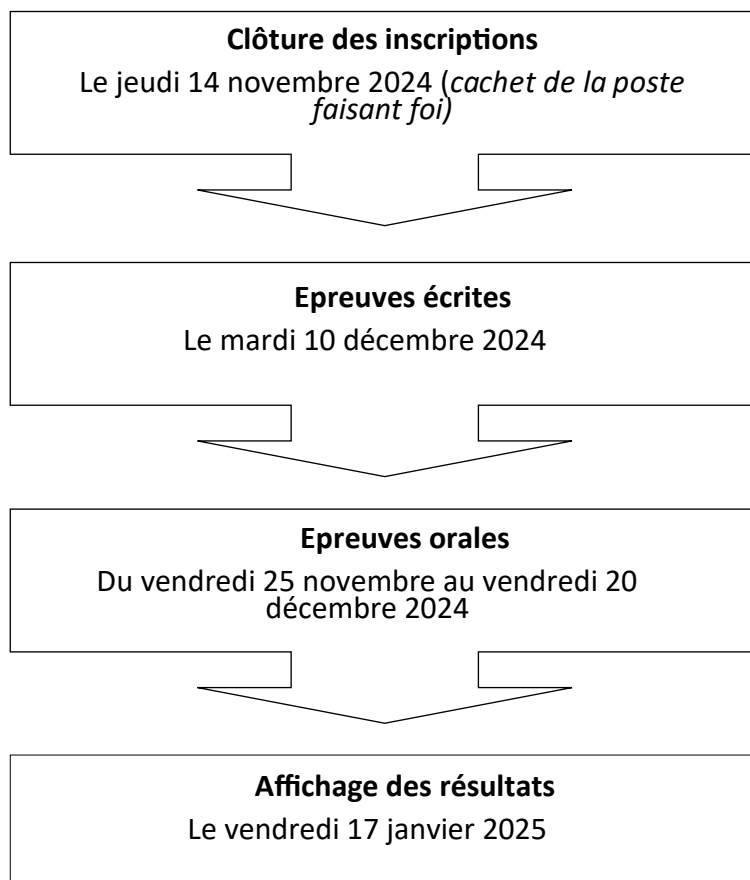 Clôture des inscriptions
Le jeudi 14 novembre 2024 (cachet de la poste
faisant foi)
Epreuves écrites
Le mardi 10 décembre 2024
Epreuves orales
Du vendredi 25 novembre au vendredi 20
décembre 2024
Affichage des résultats
Le vendredi 17 janvier 2025